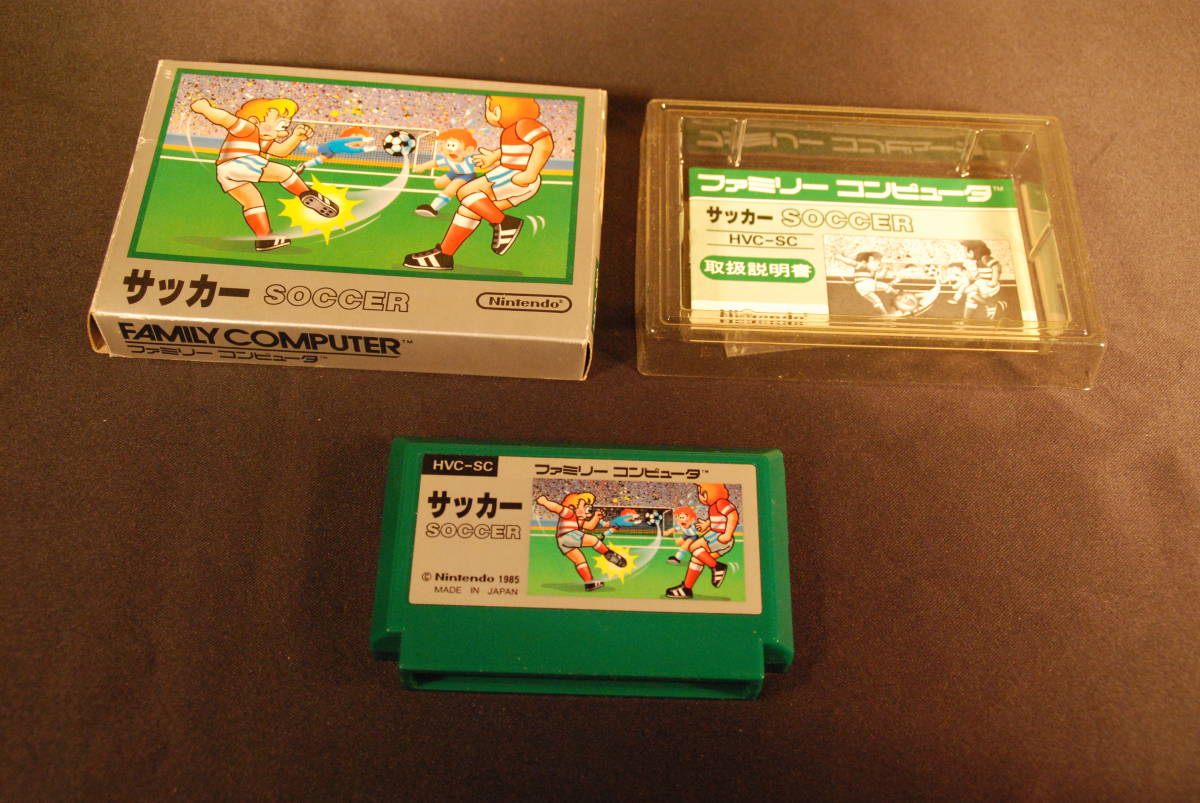 サッカー SOCCER
Nintendo
FAMILY COMPUTER™
ファミリー コンピュータ™
ファミリー コンピュータ™
サッカー SOCCER
HVC-SC
取扱説明書
Nintendo
HVC-SC
ファミリー コンピュータ™
サッカー
SOCCER
© Nintendo 1985
MADE IN JAPAN